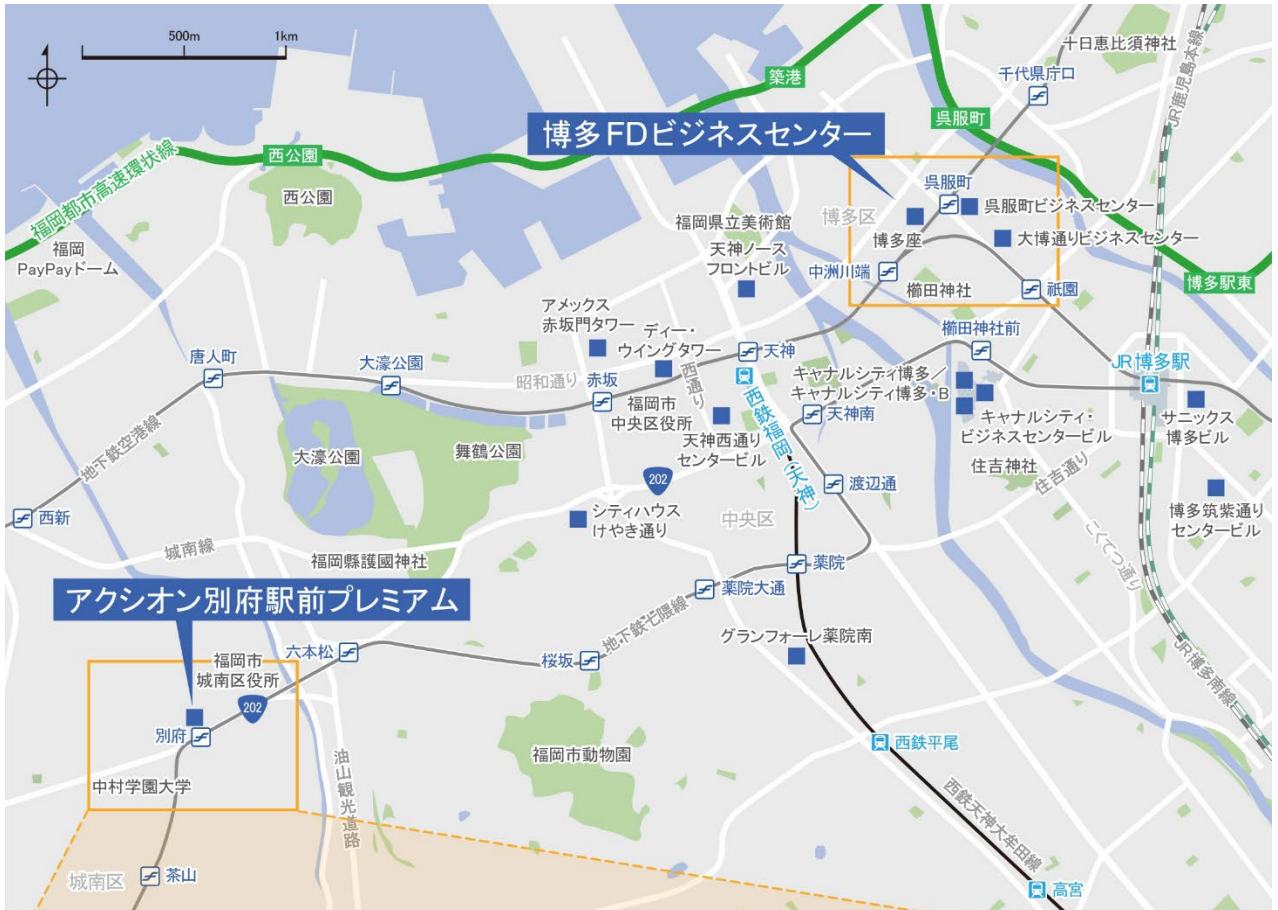 500m
1km
十日恵比須神社
千代県庁口
JR鹿児島本線
築港
呉服町
博多FDビジネスセンター
福岡都市高速環状線
西公園
西公園
呉服町
呉服町ビジネスセンター
福岡県立美術館
博多区
博多座
大博通りビジネスセンター
福岡
PayPayドーム
天神ノース
フロントビル
中洲川端
櫛田神社
祇園
博多駅東
アメックス
赤坂門タワー
ディー・
ウイングタワー
天神
櫛田神社前
唐人町
大濠公園
昭和通り
赤坂
西通り
西鉄福岡(天神)
キャナルシティ博多/
キャナルシティ博多・B
JR博多駅
福岡市
中央区役所
天神西通り
センタービル
天神南
キャナルシティ・
ビジネスセンタービル
サニックス
博多ビル
地下鉄空港線
大濠公園
舞鶴公園
202
渡辺通
住吉神社
住吉通り
西新
シティハウス
けやき通り
中央区
博多筑紫通り
センタービル
城南線
福岡縣護國神社
薬院
こくてつ通り
アクシオン別府駅前プレミアム
薬院大通
地下鉄七隈線
グランフォーレ薬院南
六本松
桜坂
JR博多南線
福岡市
城南区役所
202
別府
西鉄平尾
中村学園大学
油山観光道路
福岡市動物園
西鉄天神大牟田線
城南区
茶山
高宮